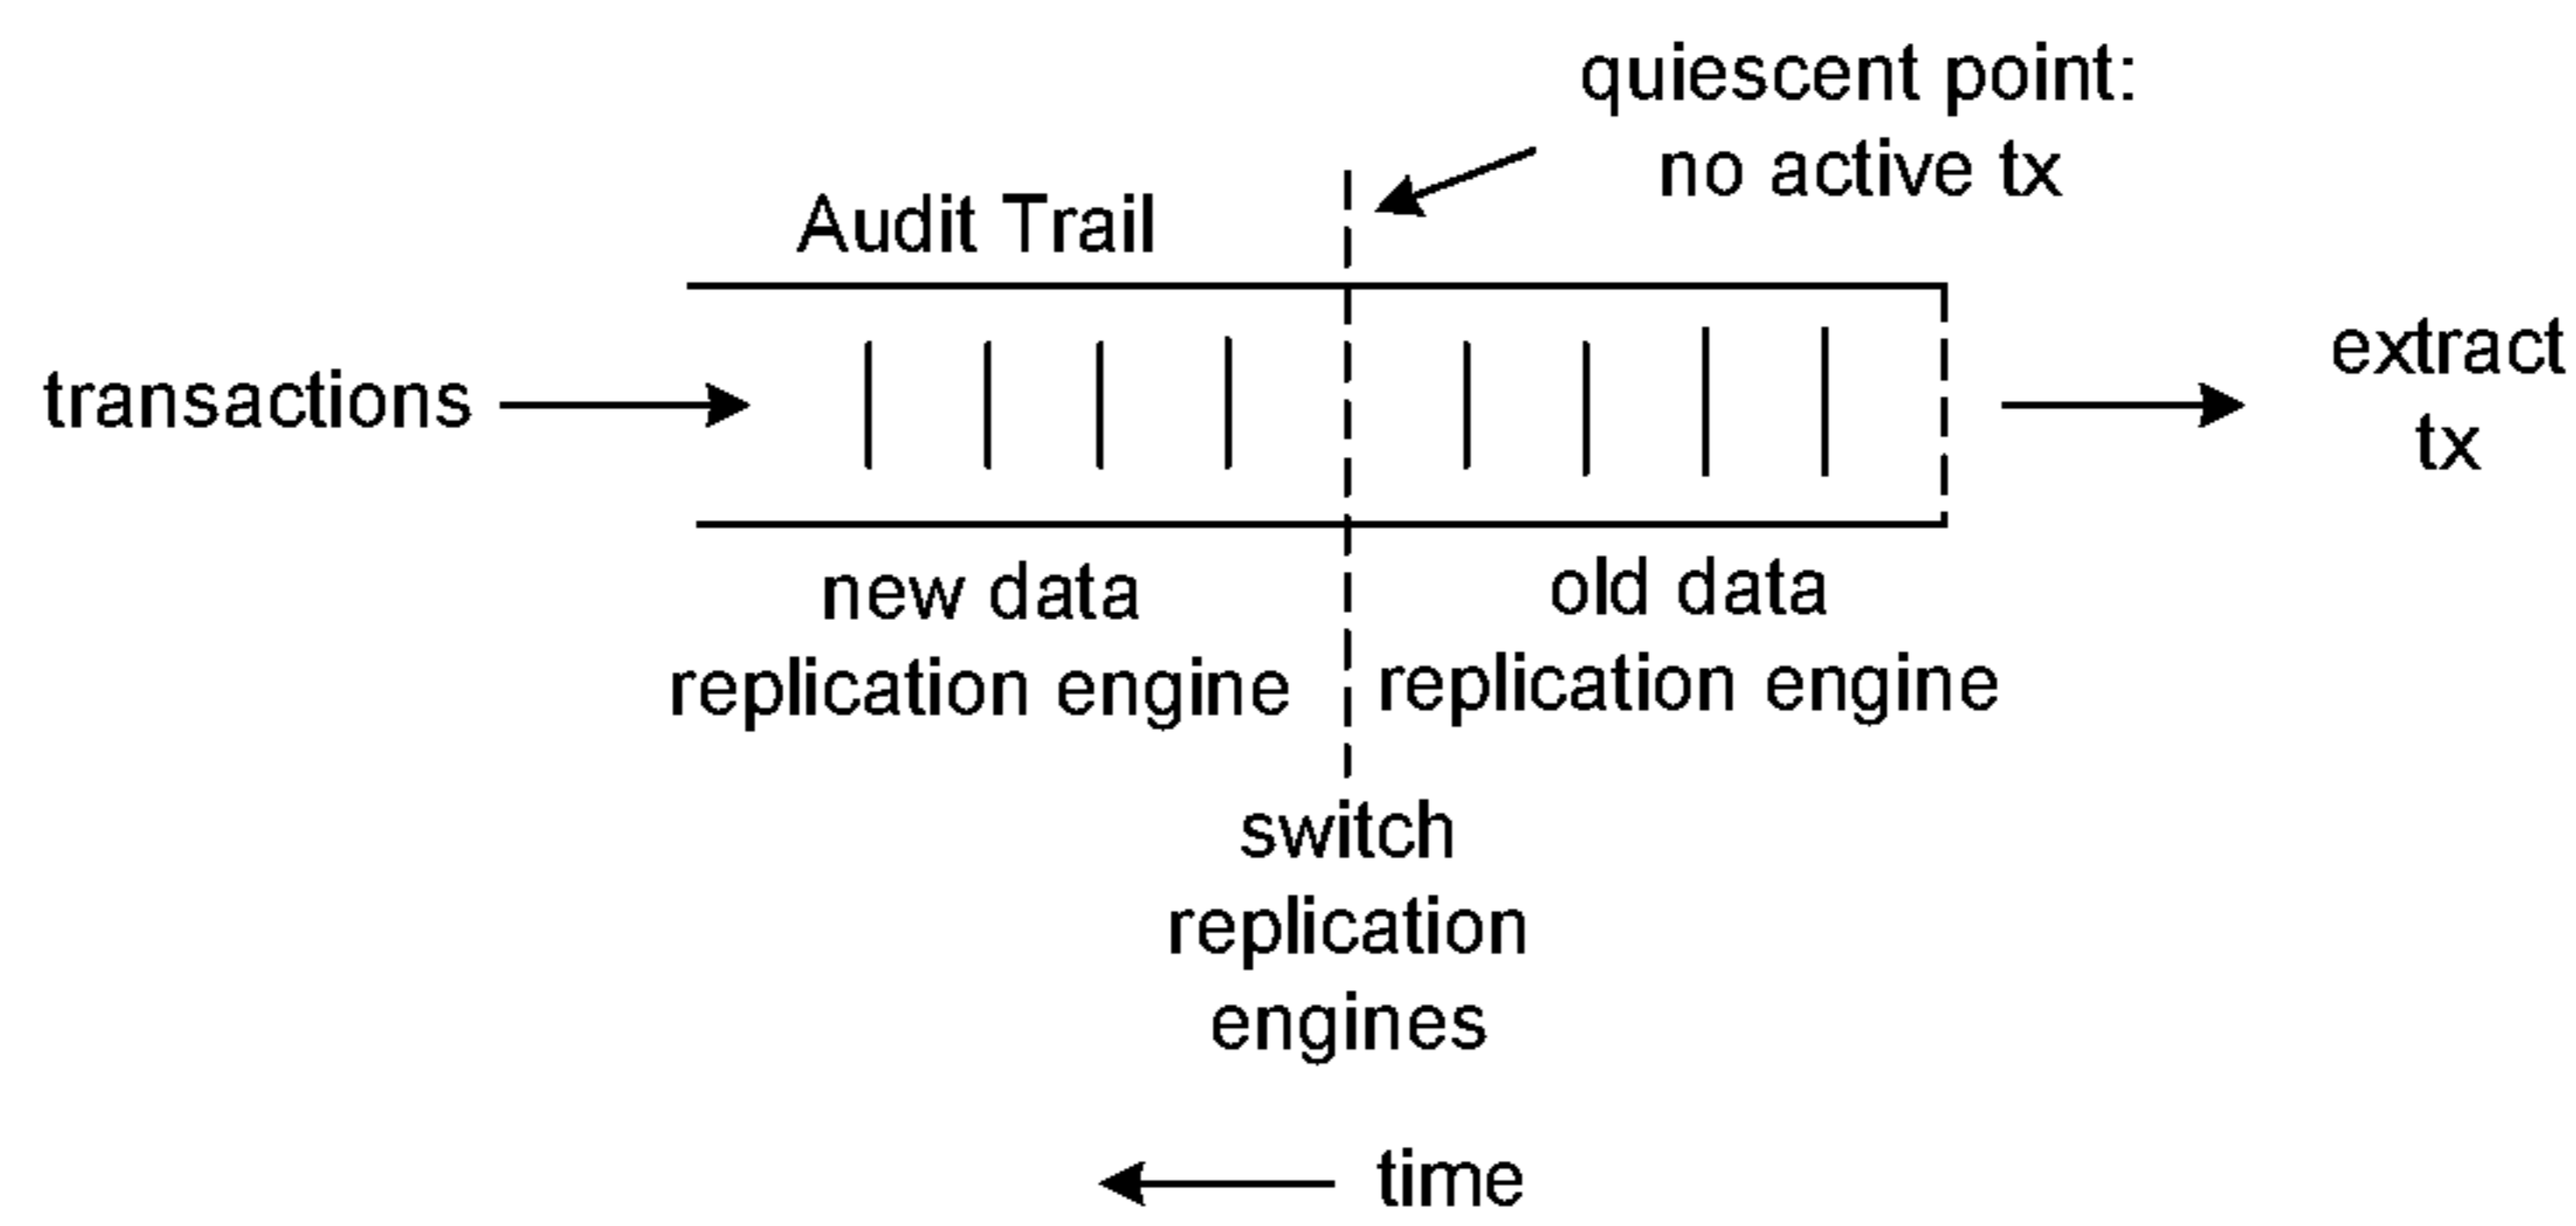 quiescent point:
no active tx
Audit Trail
transactions
extract
tx
new data
replication engine
old data
replication engine
switch
replication
engines
time